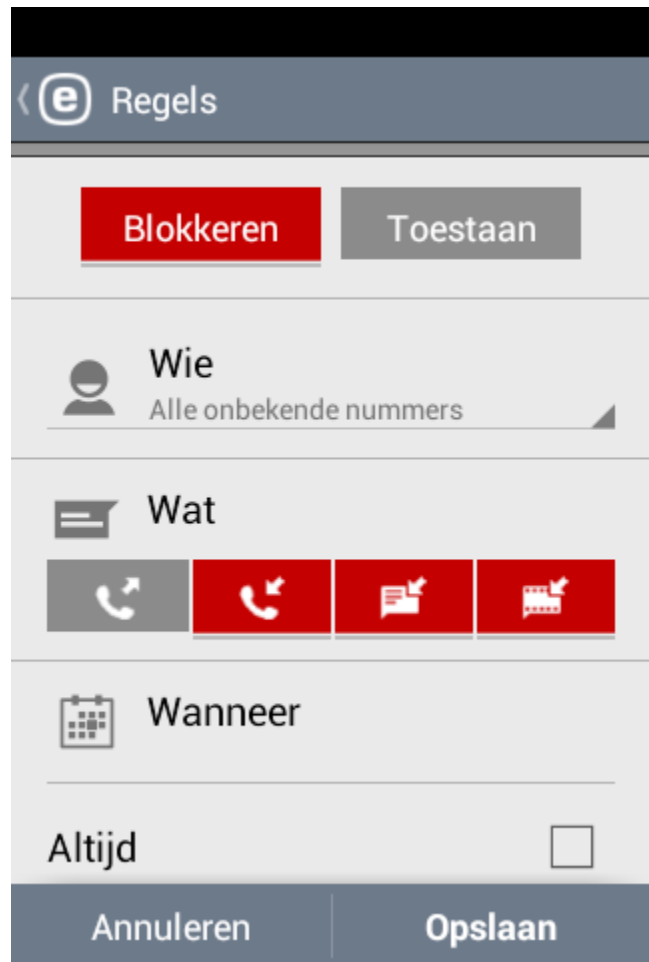 e Regels
Blokkeren Toestaan
Wie
Alle onbekende nummers
Wat
Wanneer
Altijd
Annuleren Opslaan